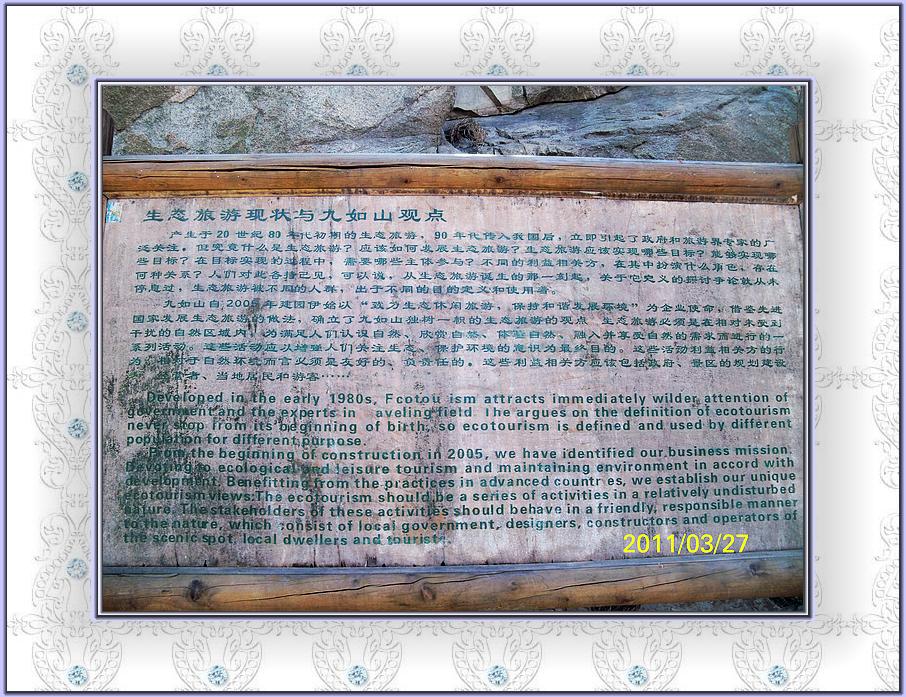 生态旅游现状与九如山观点
产生于20世纪80年代初期的生态旅游，90年代传入我国后，立即引起了政府和旅游界专家的广
泛关注。但究竟什么是生态旅游？应该如何发展生态旅游？生态旅游应该实现哪些目标？能够实现哪
些目标？在目标实现的过程中，需要哪些主体参与？不同的利益相关方，在其中扮演什么角色，存在
何种关系？人们对此各持己见，可以说，从生态旅游诞生的那一刻起，关于它定义的探讨争论就从未
停息过，生态旅游被不同的人群，出于不同的目的定义和使用着。
九如山自2005年建园伊始以“致力生态休闲旅游，保持和谐发展环境”为企业使命，借鉴先进
国家发展生态旅游的做法，确立了九如山独树一帜的生态旅游的观点：生态旅游必须是在相对未受到
干扰的自然区域内，为满足人们认识自然、欣赏自然、体验自然、融入并享受自然的需求而进行的一
系列活动。这些活动应以增强人们关注生态、保护环境的意识为最终目的。这些活动利益相关方的行
为，相对于自然环境而言必须是友好的、负责任的。这些利益相关方应该包括政府、景区的规划建设
者、当地居民和游客……
Developed in the early 1980s, Ecotou ism attracts immediately wilder attention of
government and the experts in aveling field. The argues on the definition of ecotourism
never stop from its beginning of birth, so ecotourism is defined and used by different
population for different purpose.
From the beginning of construction in 2005, we have identified our business mission:
Devoting to ecological and leisure tourism and maintaining environment in accord with
development. Benefitting from the practices in advanced countries, we establish our unique
ecotourism views:The ecotourism should be a series of activities in a relatively undisturbed
nature. The stakeholders of these activities should behave in a friendly, responsible manner
to the nature, which consist of local government, designers, constructors and operators of
the scenic spot, local dwellers and tourists.
2011/03/27